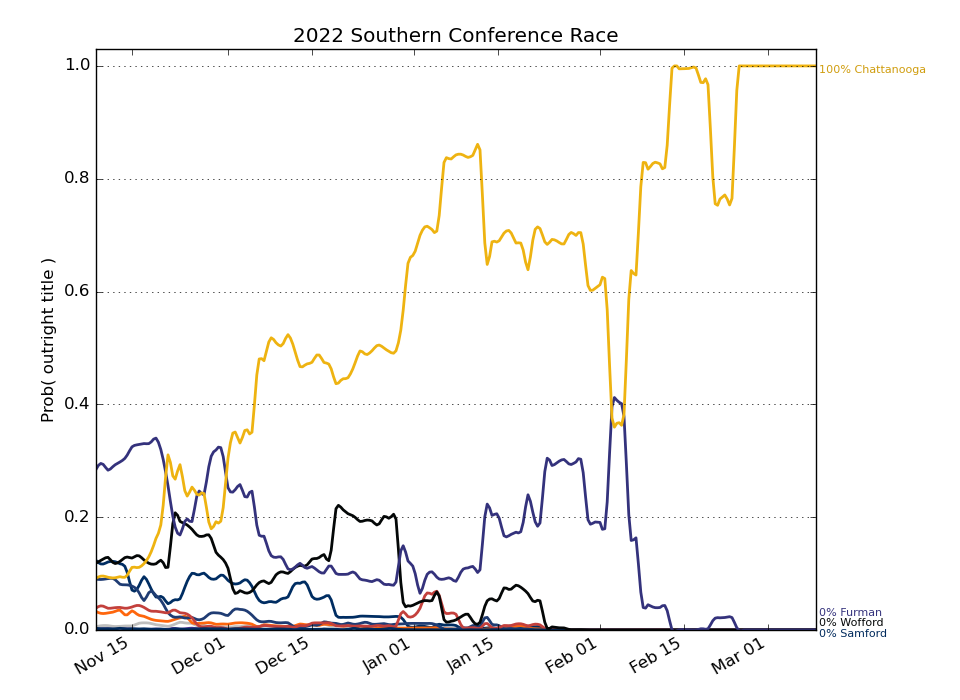 2022 Southern Conference Race
Prob( outright title )
1.0
0.8
0.6
0.4
0.2
0.0
100% Chattanooga
0% Furman
0% Wofford
0% Samford
Nov 15
Dec 01
Dec 15
Jan 01
Jan 15
Feb 01
Feb 15
Mar 01